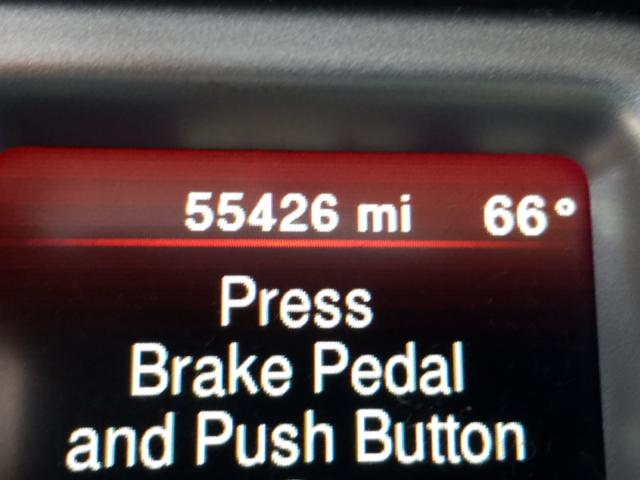 55426 mi 66°
Press
Brake Pedal
and Push Button